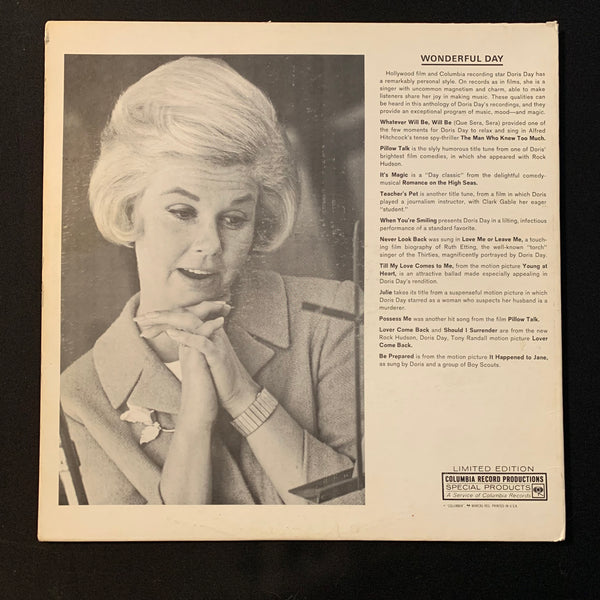 WONDERFUL DAY
Hollywood film and Columbia recording star Doris Day has
a remarkably personal style. On records as in films, she is a
singer with uncommon magnetism and charm, able to make
listeners share her joy in making music. These qualities can
be heard in this anthology of Doris Day's recordings, and they
provide an exceptional program of music, mood—and magic.
Whatever Will Be, Will Be (Que Sera, Sera) provided one of
the few moments for Doris Day to relax and sing in Alfred
Hitchcock's tense spy-thriller The Man Who Knew Too Much.
Pillow Talk is the slyly humorous title tune from one of Doris'
brightest film comedies, in which she appeared with Rock
Hudson.
It's Magic is a "Day classic" from the delightful comedy-
musical Romance on the High Seas.
Teacher's Pet is another title tune, from a film in which Doris
played a journalism instructor, with Clark Gable her eager
"student."
When You're Smiling presents Doris Day in a lilting, infectious
performance of a standard favorite.
Never Look Back was sung in Love Me or Leave Me, a touch-
ing film biography of Ruth Etting, the well-known "torch"
singer of the Thirties, magnificently portrayed by Doris Day.
Till My Love Comes to Me, from the motion picture Young at
Heart, is an attractive ballad made especially appealing in
Doris Day's rendition.
Julie takes its title from a suspenseful motion picture in which
Doris Day starred as a woman who suspects her husband is a
murderer.
Possess Me was another hit song from the film Pillow Talk.
Lover Come Back and Should I Surrender are from the new
Rock Hudson, Doris Day, Tony Randall motion picture Lover
Come Back.
Be Prepared is from the motion picture It Happened to Jane,
as sung by Doris and a group of Boy Scouts.
LIMITED EDITION
COLUMBIA RECORD PRODUCTIONS
SPECIAL PRODUCTS
A Service of Columbia Records
"COLUMBIA", MARCAS REG. PRINTED IN U.S.A.